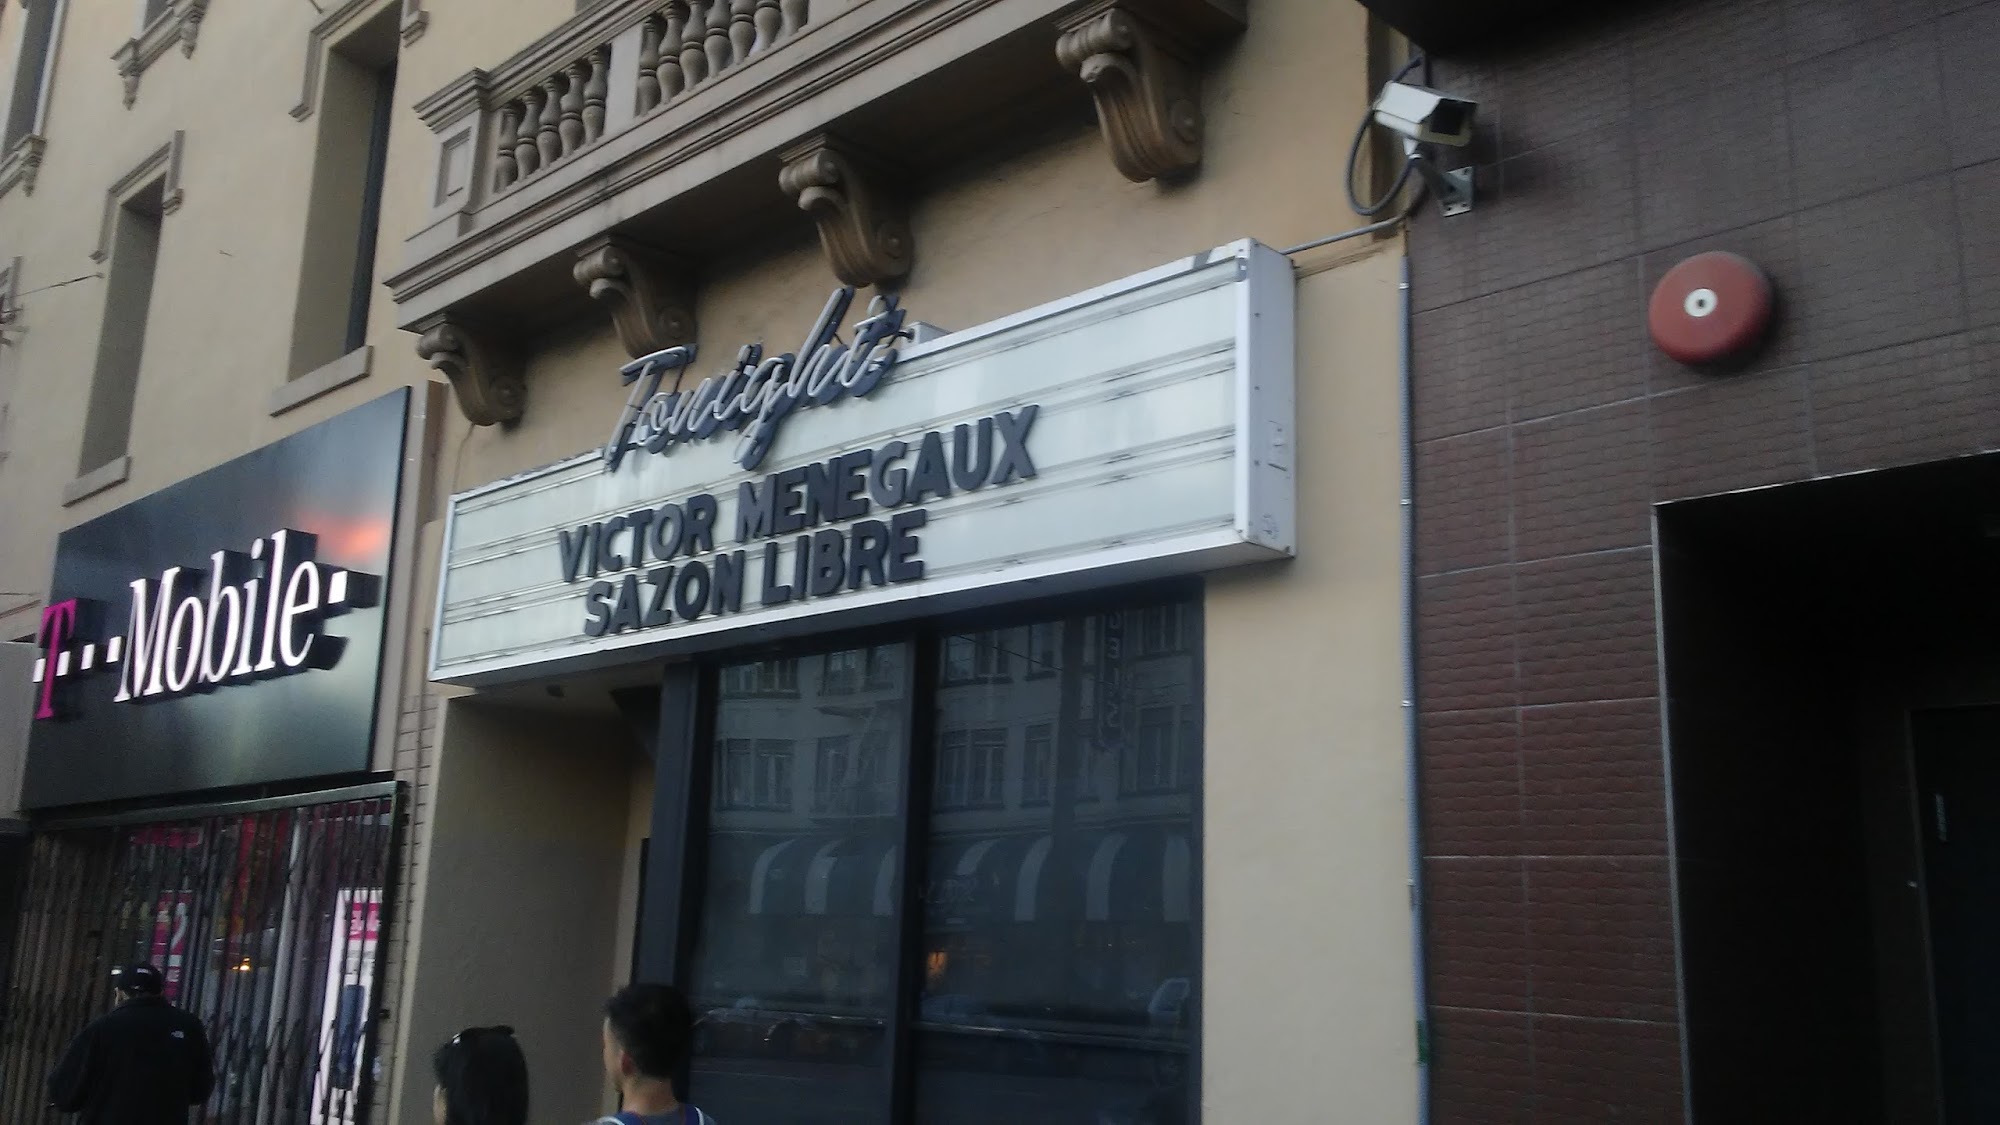 Tonight
VICTOR MENEGAUX
SAZON LIBRE
T··Mobile·